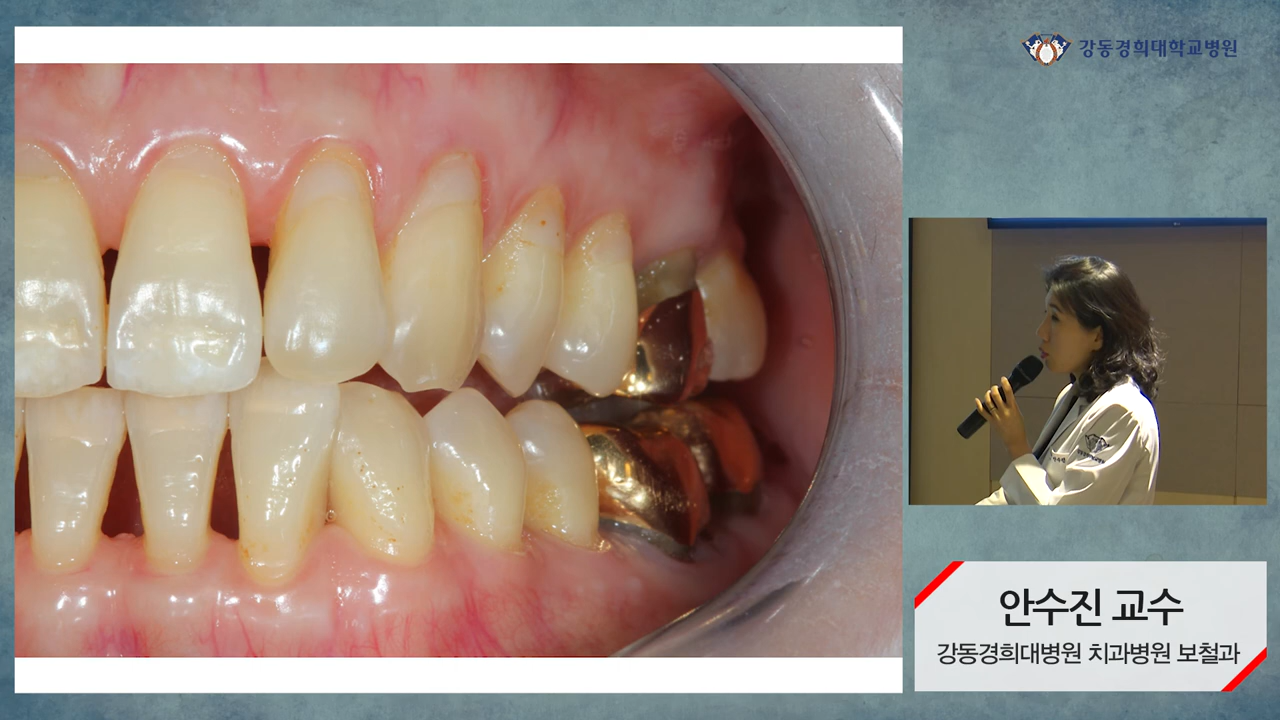 강동경희대학교병원
안수진 교수
강동경희대병원 치과병원 보철과